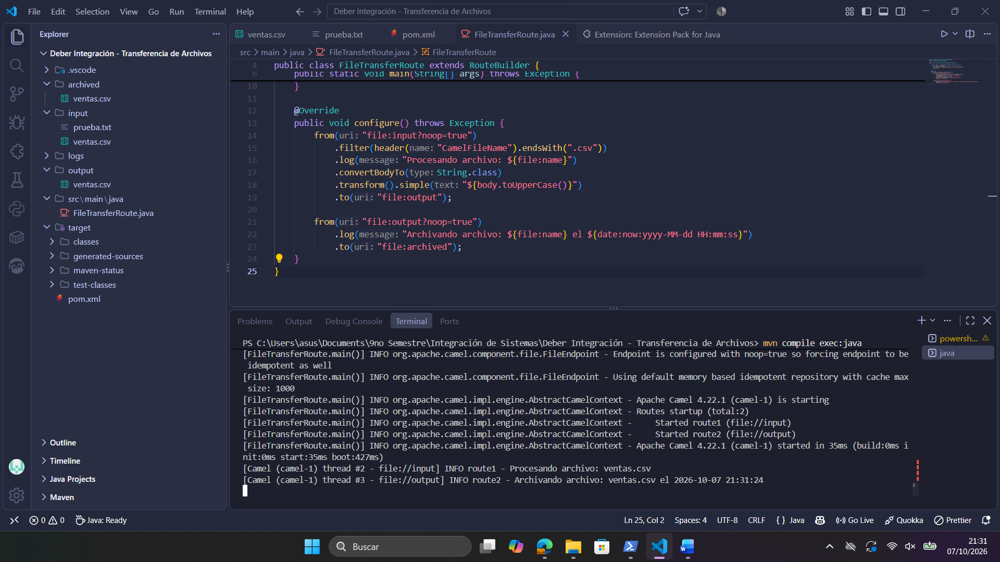 File Edit Selection View Go Run Terminal Help
Deber Integración - Transferencia de Archivos
Explorer
Deber Integración - Transferencia de Archivos
.vscode
archived
ventas.csv
input
prueba.txt
ventas.csv
logs
output
ventas.csv
src\main\java
FileTransferRoute.java
target
classes
generated-sources
maven-status
test-classes
pom.xml
Outline
Timeline
Java Projects
Maven
ventas.csv prueba.txt pom.xml FileTransferRoute.java Extension: Extension Pack for Java
src > main > java > FileTransferRoute.java > FileTransferRoute
4 public class FileTransferRoute extends RouteBuilder {
6 public static void main(String[] args) throws Exception {
10 }
11
12 @Override
13 public void configure() throws Exception {
14 from(uri: "file:input?noop=true")
15 .filter(header(name: "CamelFileName").endsWith(".csv"))
16 .log(message: "Procesando archivo: ${file:name}")
17 .convertBodyTo(type: String.class)
18 .transform().simple(text: "${body.toUpperCase()}")
19 .to(uri: "file:output");
20
21 from(uri: "file:output?noop=true")
22 .log(message: "Archivando archivo: ${file:name} el ${date:now:yyyy-MM-dd HH:mm:ss}")
23 .to(uri: "file:archived");
24 }
25 }
Problems Output Debug Console Terminal Ports
powersh...
java
PS C:\Users\asus\Documents\9no Semestre\Integración de Sistemas\Deber Integración - Transferencia de Archivos> mvn compile exec:java
[FileTransferRoute.main()] INFO org.apache.camel.component.file.FileEndpoint - Endpoint is configured with noop=true so forcing endpoint to be
idempotent as well
[FileTransferRoute.main()] INFO org.apache.camel.component.file.FileEndpoint - Using default memory based idempotent repository with cache max
size: 1000
[FileTransferRoute.main()] INFO org.apache.camel.impl.engine.AbstractCamelContext - Apache Camel 4.22.1 (camel-1) is starting
[FileTransferRoute.main()] INFO org.apache.camel.impl.engine.AbstractCamelContext - Routes startup (total:2)
[FileTransferRoute.main()] INFO org.apache.camel.impl.engine.AbstractCamelContext - Started route1 (file://input)
[FileTransferRoute.main()] INFO org.apache.camel.impl.engine.AbstractCamelContext - Started route2 (file://output)
[FileTransferRoute.main()] INFO org.apache.camel.impl.engine.AbstractCamelContext - Apache Camel 4.22.1 (camel-1) started in 35ms (build:0ms i
nit:0ms start:35ms boot:427ms)
[Camel (camel-1) thread #2 - file://input] INFO route1 - Procesando archivo: ventas.csv
[Camel (camel-1) thread #3 - file://output] INFO route2 - Archivando archivo: ventas.csv el 2026-10-07 21:31:24
0 0 Java: Ready
Ln 25, Col 2 Spaces: 4 UTF-8 CRLF {} Java Go Live Quokka Prettier
Buscar
21:31
07/10/2026